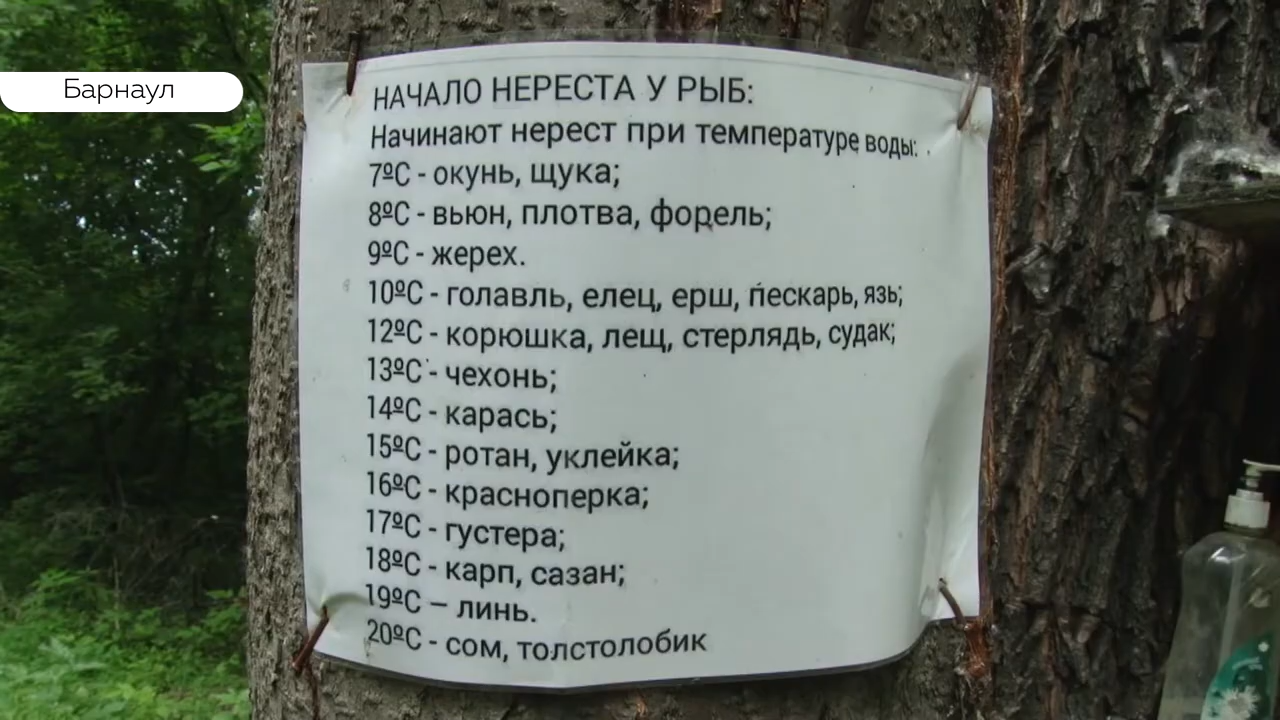 Барнаул
НАЧАЛО НЕРЕСТА У РЫБ:
Начинают нерест при температуре воды:
7ºС - окунь, щука;
8ºС - вьюн, плотва, форель;
9ºС - жерех.
10ºС - голавль, елец, ерш, пескарь, язь;
12ºС - корюшка, лещ, стерлядь, судак;
13ºС - чехонь;
14ºС - карась;
15ºС - ротан, уклейка;
16ºС - красноперка;
17ºС - густера;
18ºС - карп, сазан;
19ºС – линь.
20ºС - сом, толстолобик